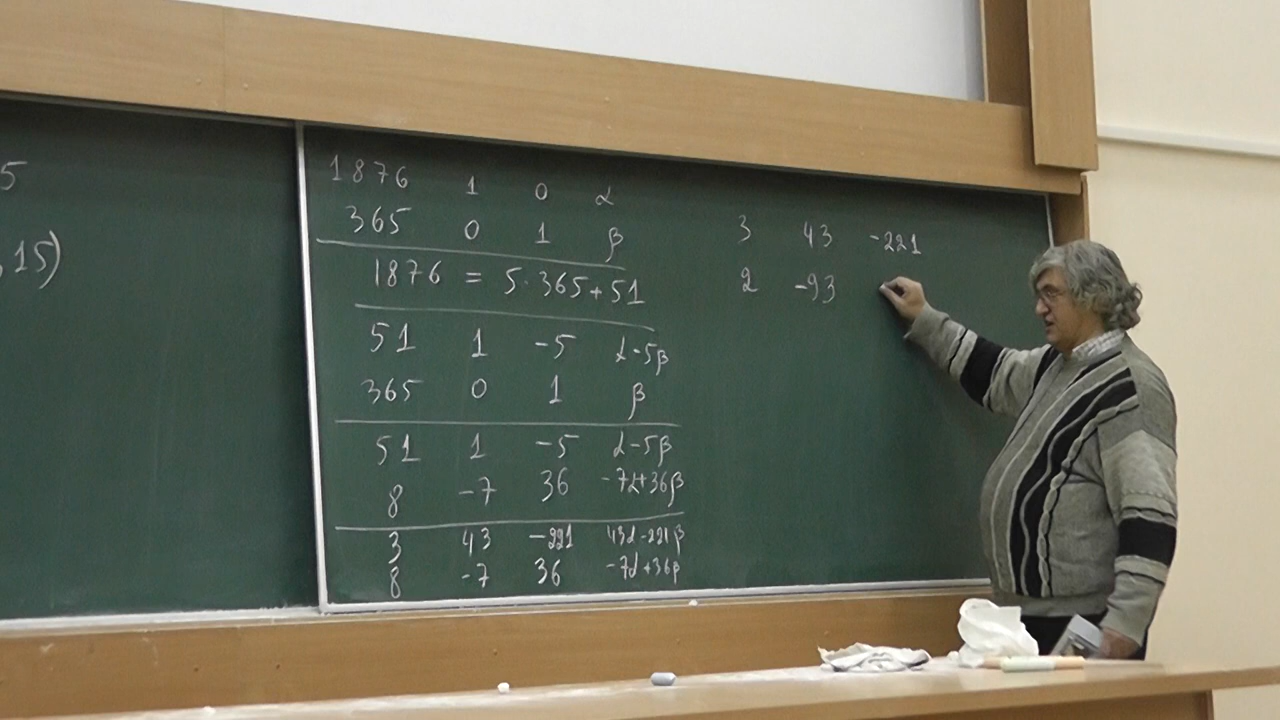 5
,15)
1876 1 0 α
365 0 1 β
1876 = 5·365+51
51 1 -5 α-5β
365 0 1 β
51 1 -5 α-5β
8 -7 36 -7α+36β
3 43 -221 43α-221β
8 -7 36 -7α+36β
3 43 -221
2 -93